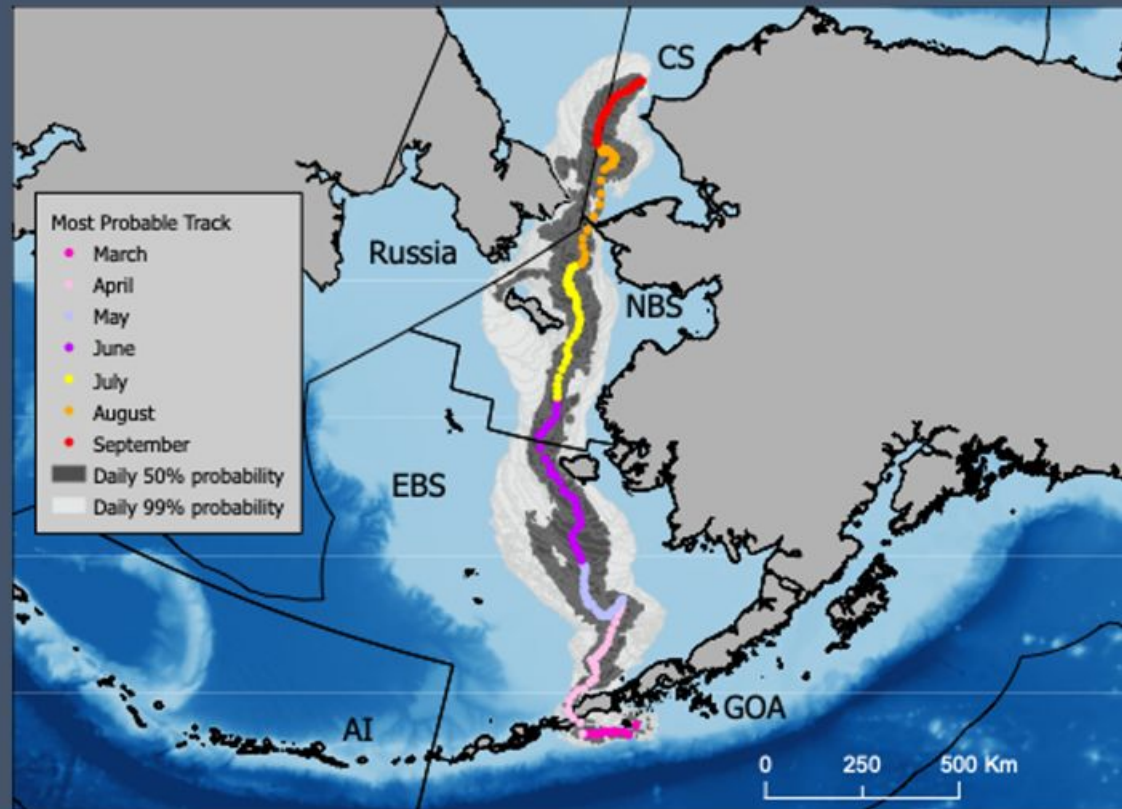 CS
Most Probable Track
March
April
May
June
July
August
September
Daily 50% probability
Daily 99% probability
Russia
NBS
EBS
AI
GOA
0 250 500 Km